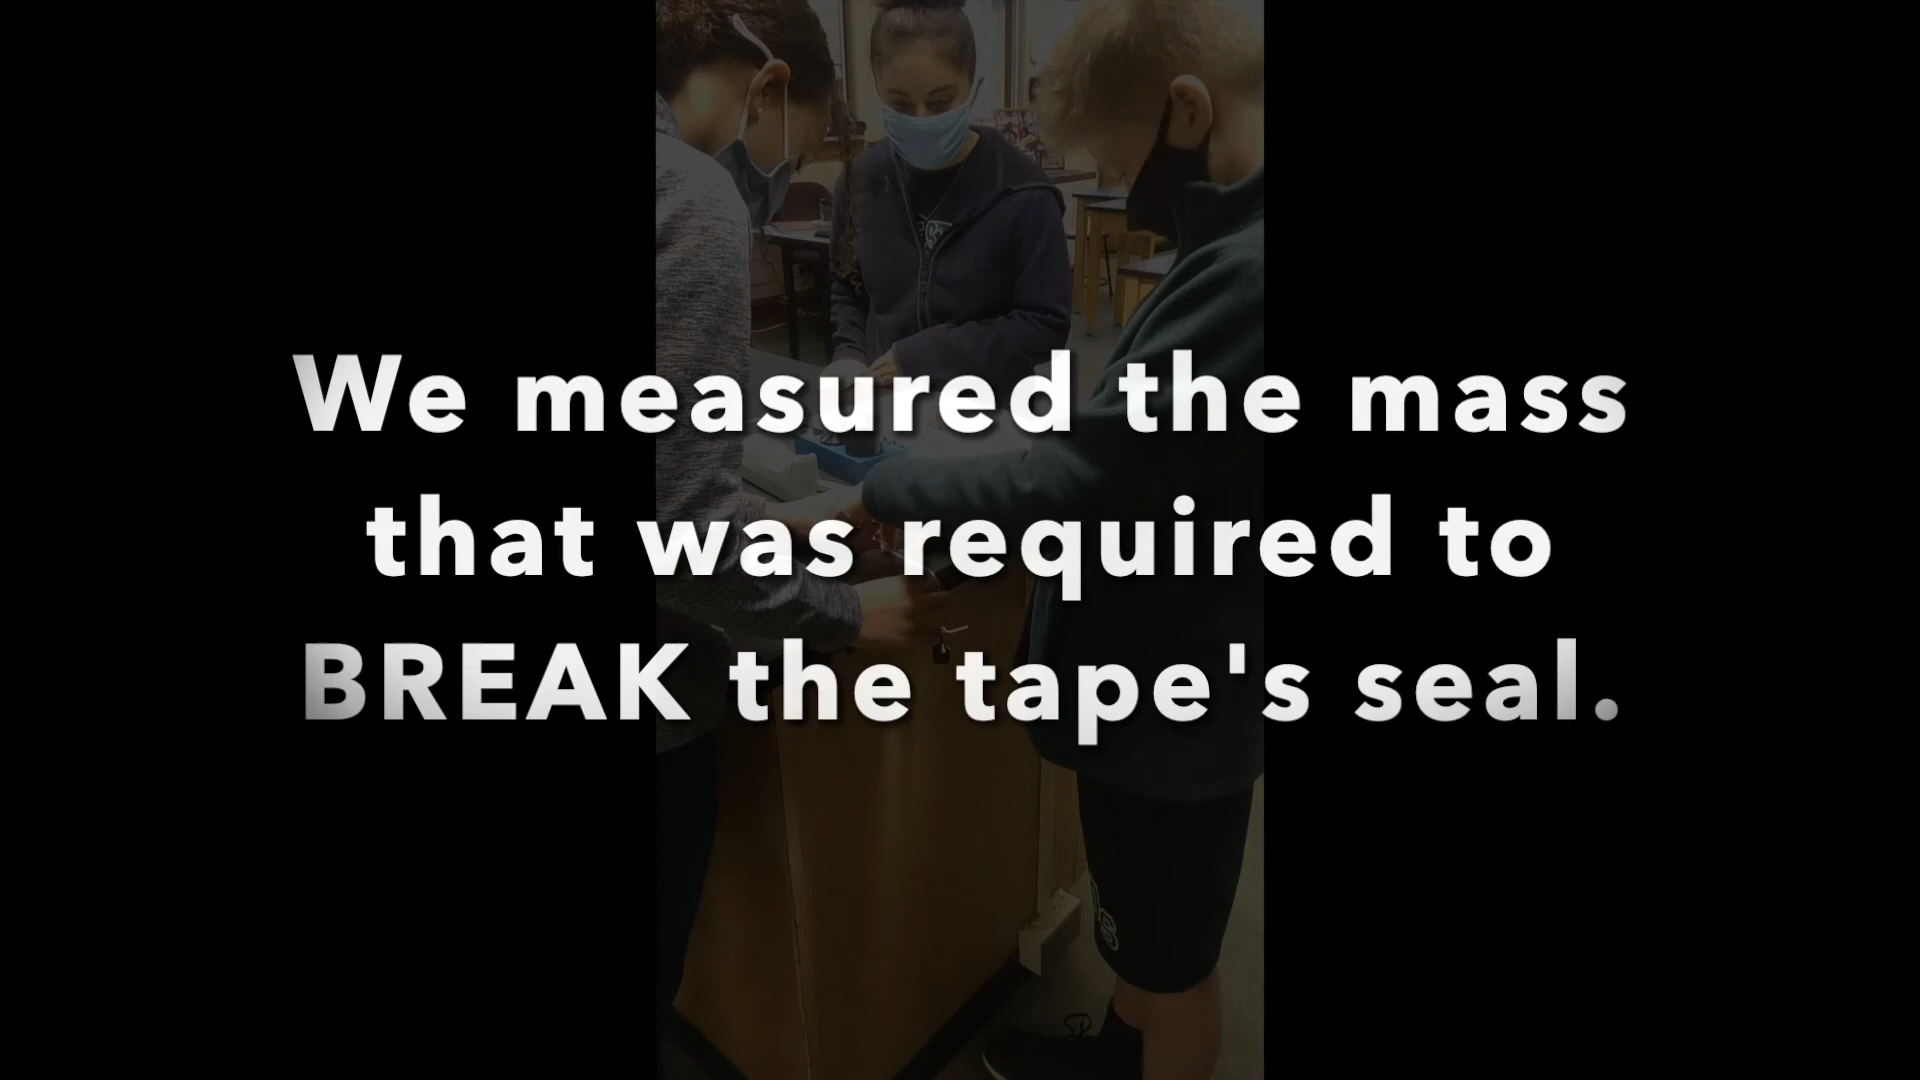 We measured the mass
that was required to
BREAK the tape's seal.